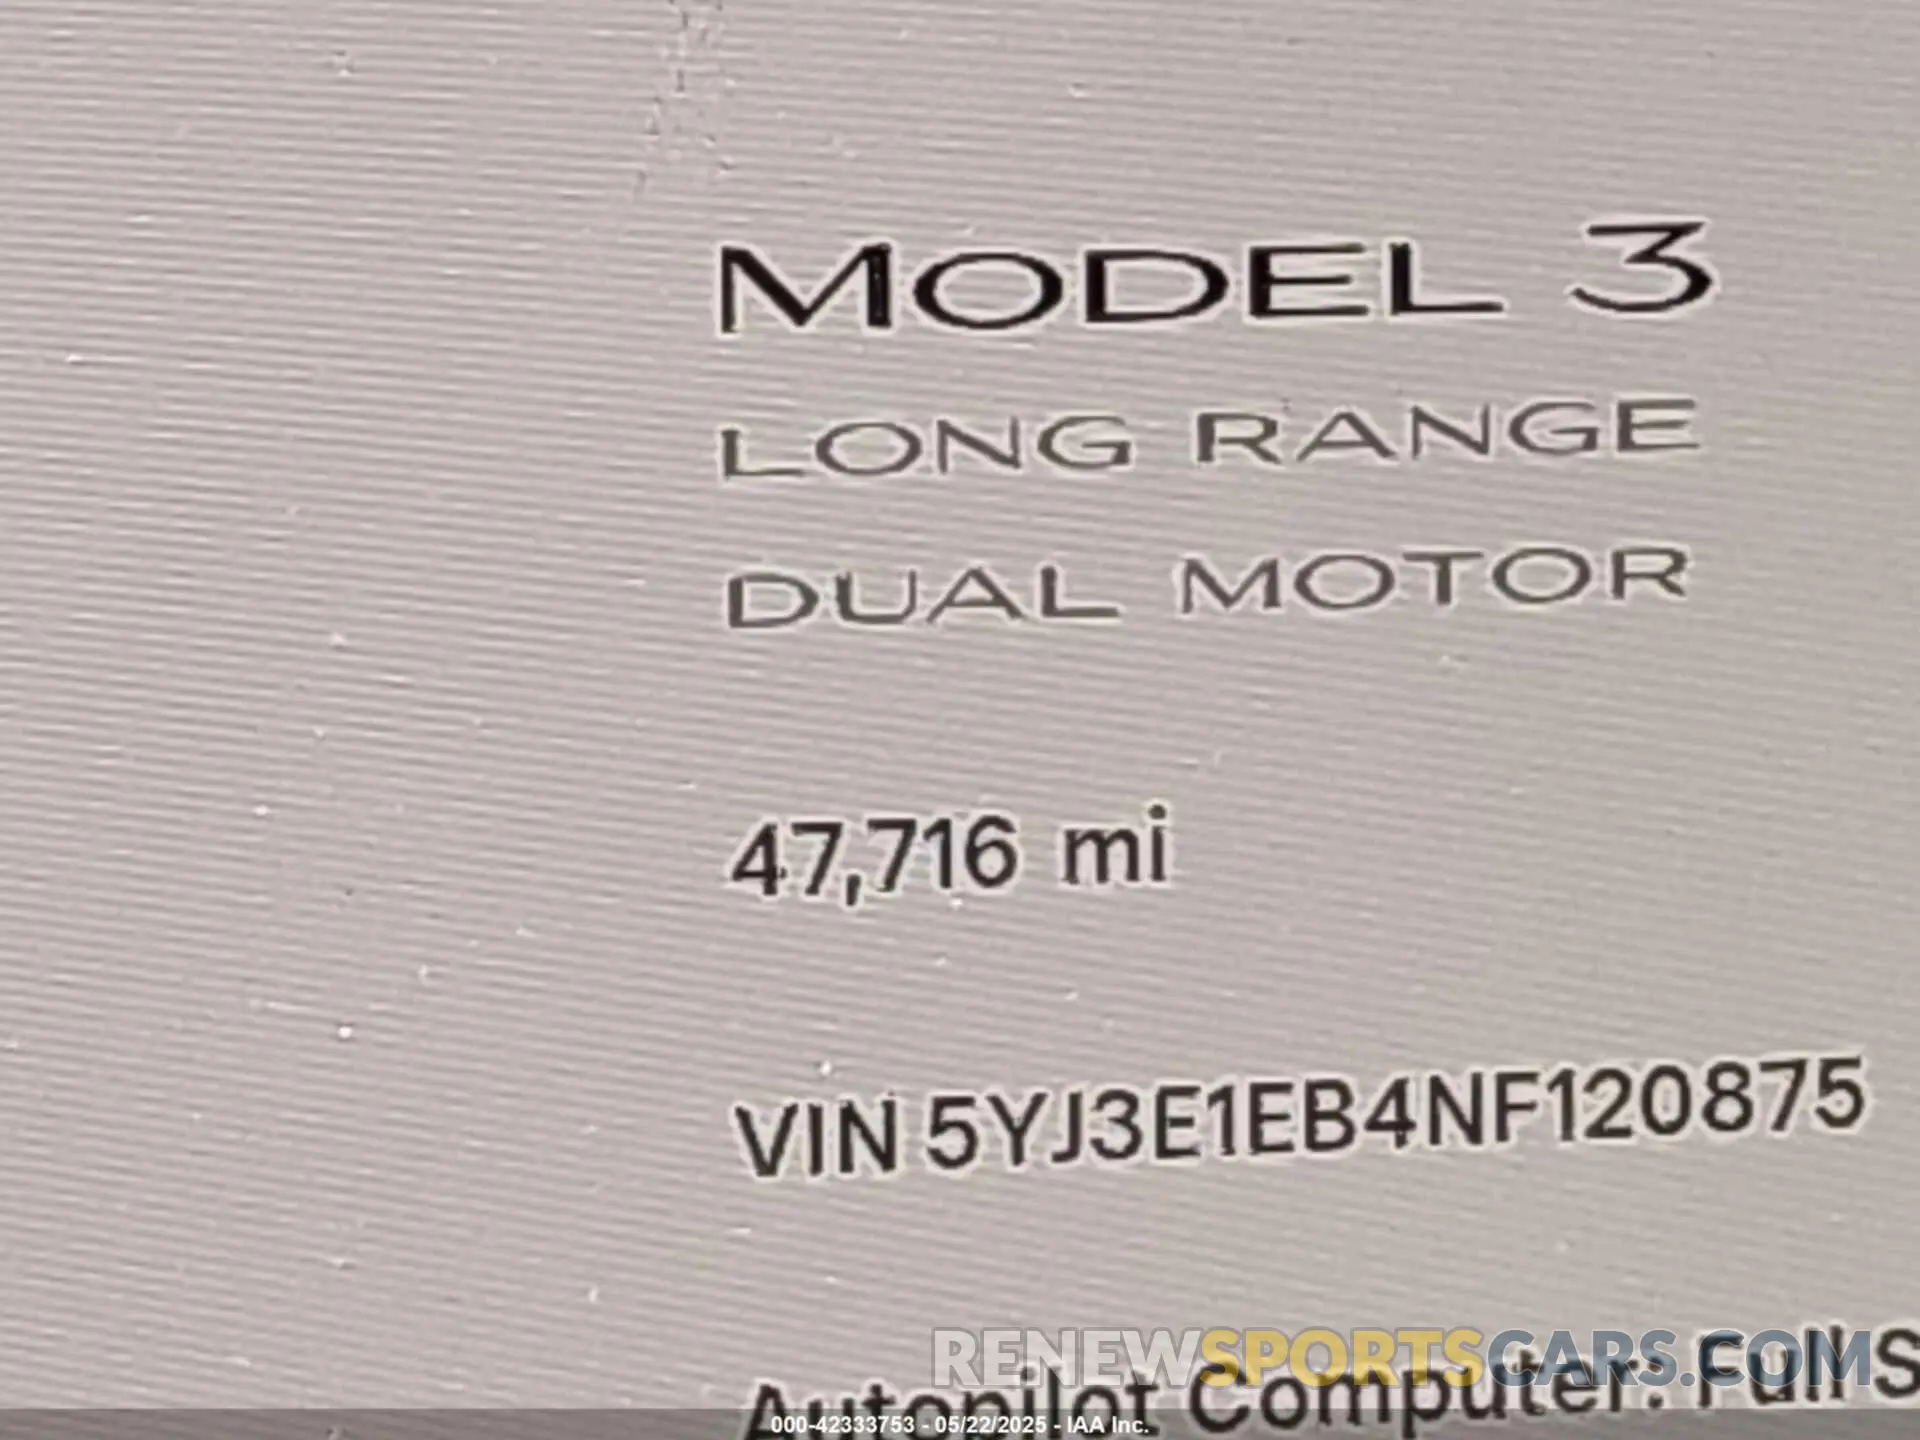 MODEL 3
LONG RANGE
DUAL MOTOR
47,716 mi
VIN 5YJ3E1EB4NF120875
RENEWSPORTSCARS.COM
Autopilot Computer: Full S
000-42333753 - 05/22/2025 - IAA Inc.